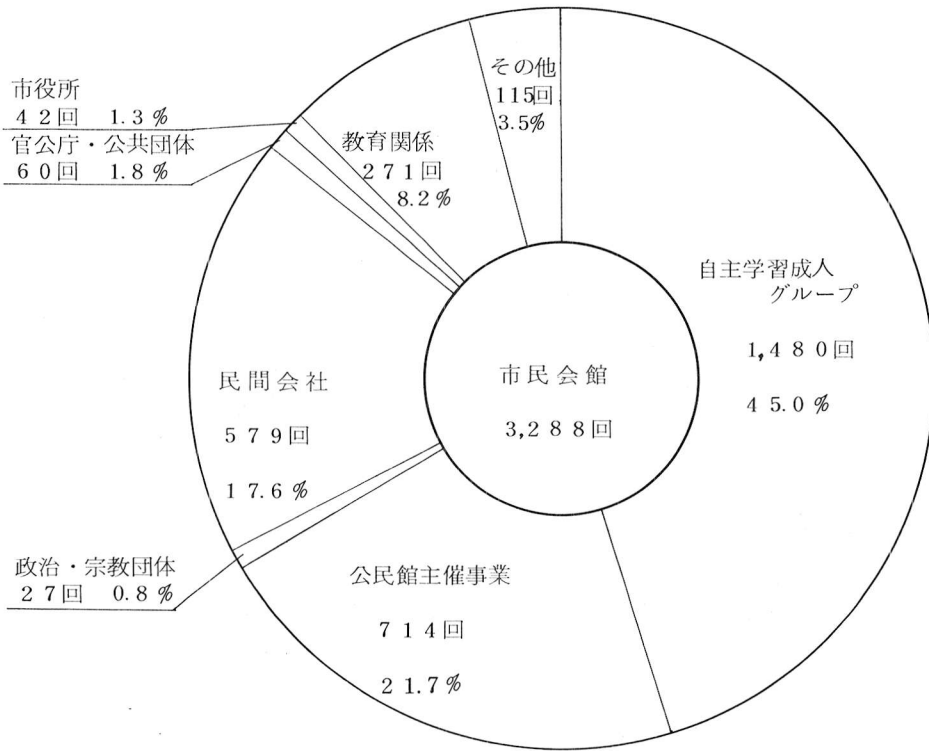 その他
115回
3.5%
市役所
42回 1.3%
官公庁・公共団体
60回 1.8%
教育関係
271回
8.2%
自主学習成人
グループ
1,480回
45.0%
民間会社
579回
17.6%
市民会館
3,288回
政治・宗教団体
27回 0.8%
公民館主催事業
714回
21.7%